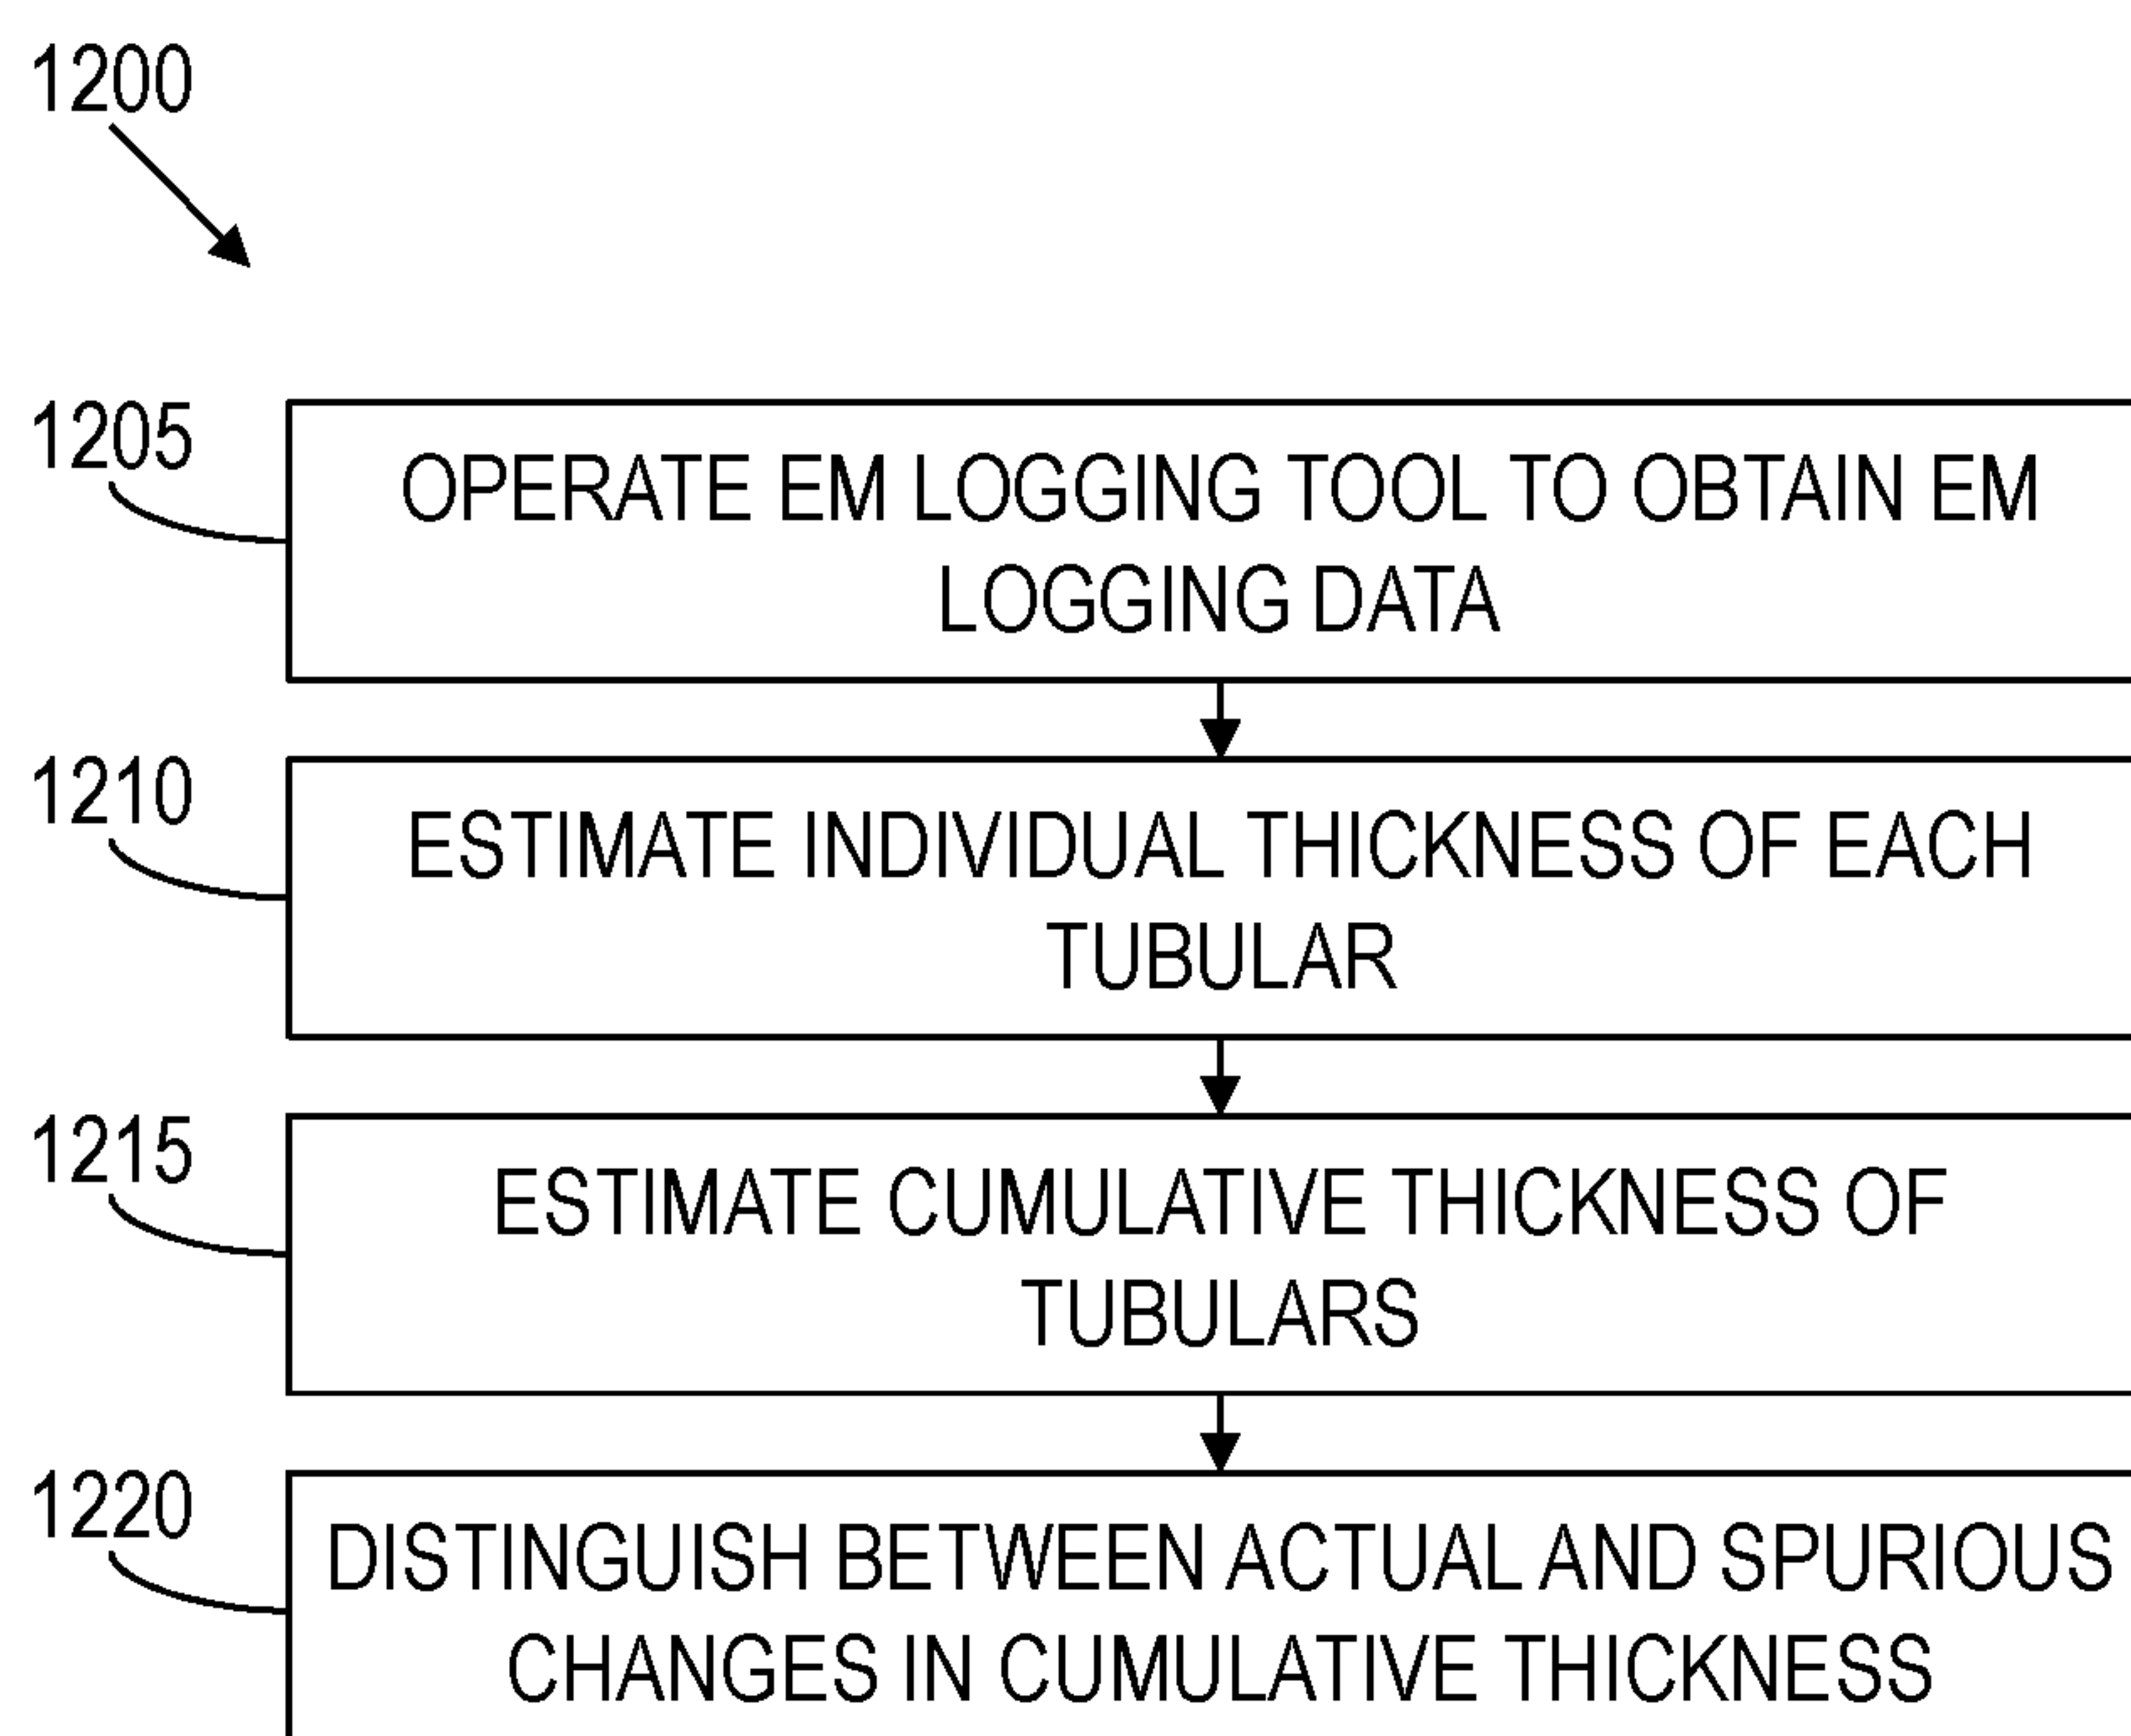 1200
1205
OPERATE EM LOGGING TOOL TO OBTAIN EM
LOGGING DATA
1210
ESTIMATE INDIVIDUAL THICKNESS OF EACH
TUBULAR
1215
ESTIMATE CUMULATIVE THICKNESS OF
TUBULARS
1220
DISTINGUISH BETWEEN ACTUAL AND SPURIOUS
CHANGES IN CUMULATIVE THICKNESS